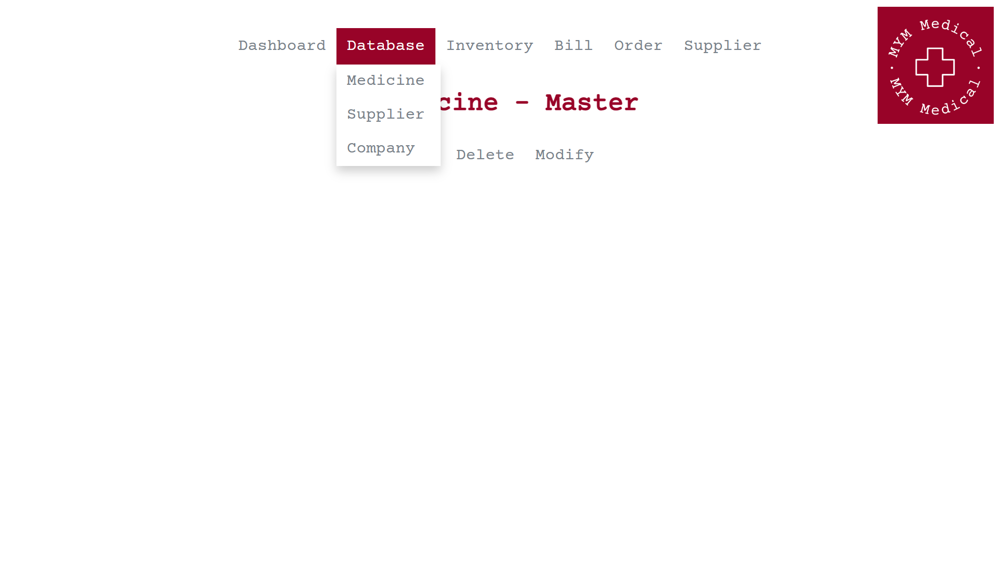 Dashboard Database Inventory Bill Order Supplier
Medicine
Supplier
Company
cine - Master
Delete Modify
MYM Medical · MYM Medical ·